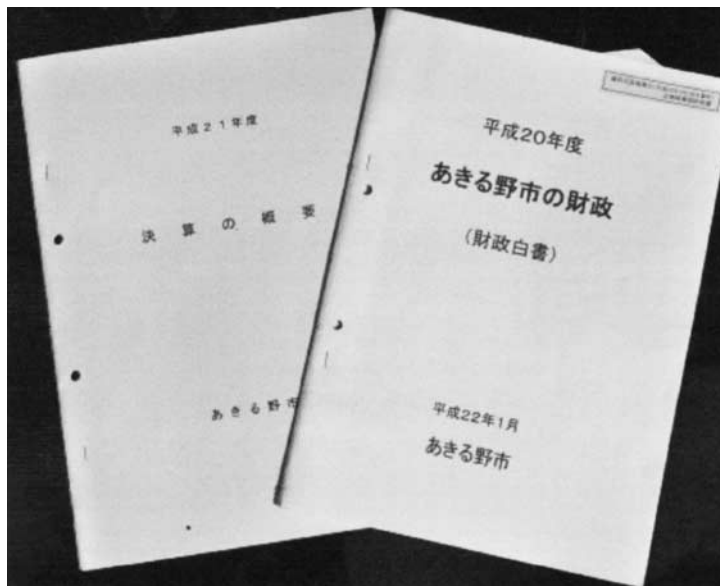 平成２１年度
決算の概要
あきる野市
平成20年度
あきる野市の財政
(財政白書)
平成22年1月
あきる野市